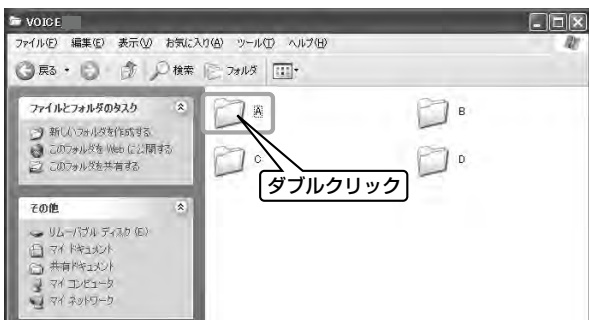 VOICE
ファイル(F) 編集(E) 表示(V) お気に入り(A) ツール(T) ヘルプ(H)
戻る 検索 フォルダ
ファイルとフォルダのタスク
新しいフォルダを作成する
このフォルダを Web に公開する
このフォルダを共有する
その他
リムーバブル ディスク (E:)
マイ ドキュメント
共有ドキュメント
マイ コンピュータ
マイ ネットワーク
A B
C D
ダブルクリック